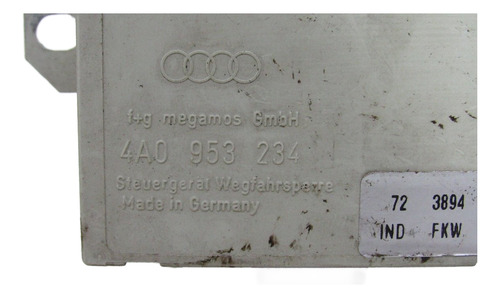 f+g megamos GmbH
4A0 953 234
Steuergerät Wegfahrsperre
Made in Germany
72 3894
IND FKW